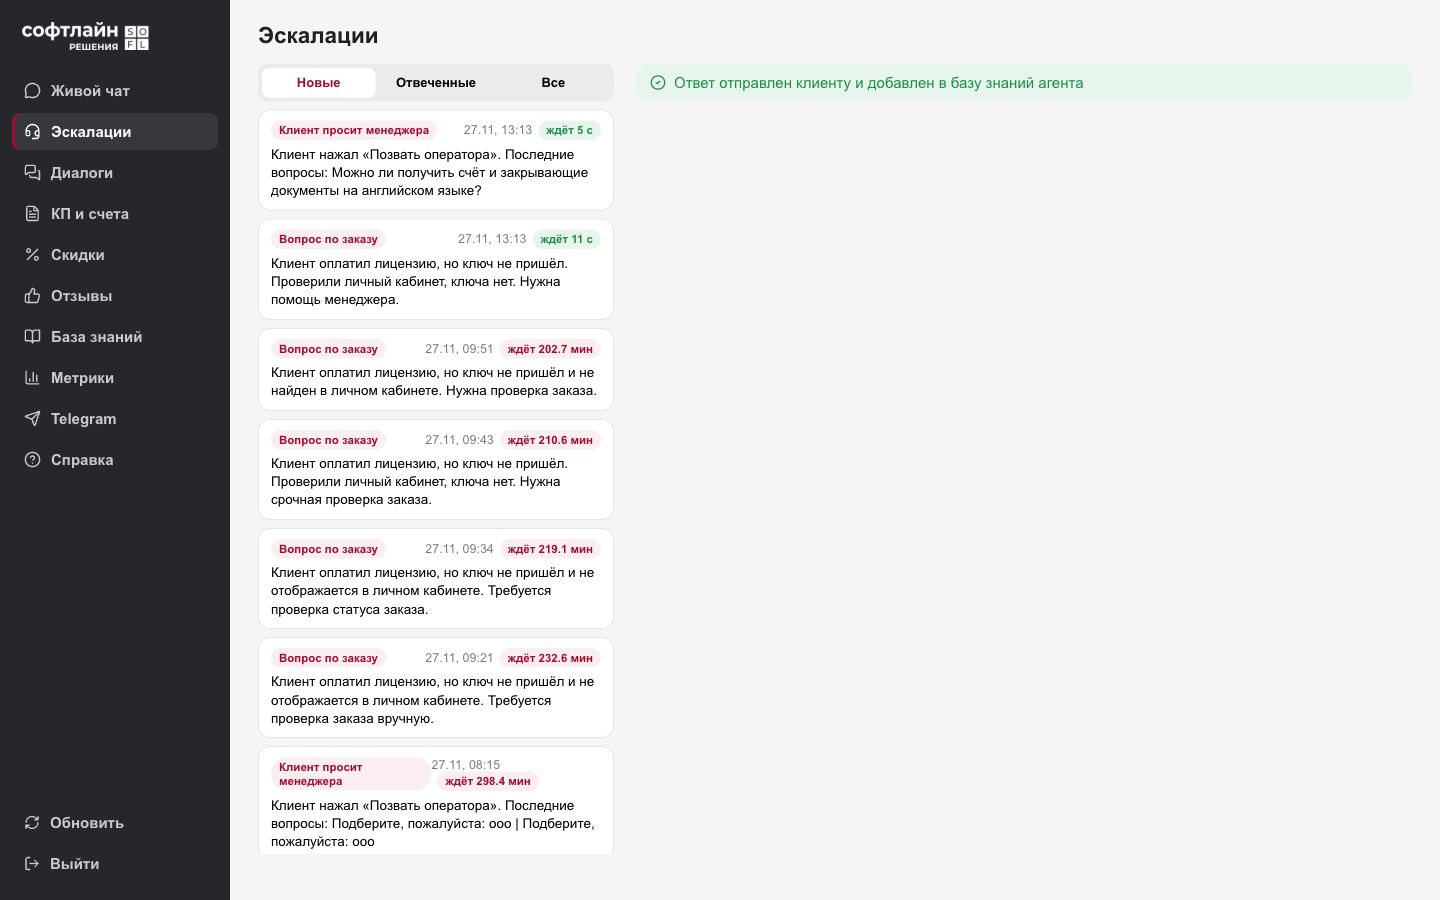 софтлайн
РЕШЕНИЯ
SO
FL
Живой чат
Эскалации
Диалоги
КП и счета
Скидки
Отзывы
База знаний
Метрики
Telegram
Справка
Обновить
Выйти
Эскалации
Новые
Отвеченные
Все
Клиент просит менеджера 27.11, 13:13 ждёт 5 с
Клиент нажал «Позвать оператора». Последние
вопросы: Можно ли получить счёт и закрывающие
документы на английском языке?
Вопрос по заказу 27.11, 13:13 ждёт 11 с
Клиент оплатил лицензию, но ключ не пришёл.
Проверили личный кабинет, ключа нет. Нужна
помощь менеджера.
Вопрос по заказу 27.11, 09:51 ждёт 202.7 мин
Клиент оплатил лицензию, но ключ не пришёл и не
найден в личном кабинете. Нужна проверка заказа.
Вопрос по заказу 27.11, 09:43 ждёт 210.6 мин
Клиент оплатил лицензию, но ключ не пришёл.
Проверили личный кабинет, ключа нет. Нужна
срочная проверка заказа.
Вопрос по заказу 27.11, 09:34 ждёт 219.1 мин
Клиент оплатил лицензию, но ключ не пришёл и не
отображается в личном кабинете. Требуется
проверка статуса заказа.
Вопрос по заказу 27.11, 09:21 ждёт 232.6 мин
Клиент оплатил лицензию, но ключ не пришёл и не
отображается в личном кабинете. Требуется
проверка заказа вручную.
Клиент просит
менеджера
27.11, 08:15
ждёт 298.4 мин
Клиент нажал «Позвать оператора». Последние
вопросы: Подберите, пожалуйста: ооо | Подберите,
пожалуйста: ооо
Ответ отправлен клиенту и добавлен в базу знаний агента